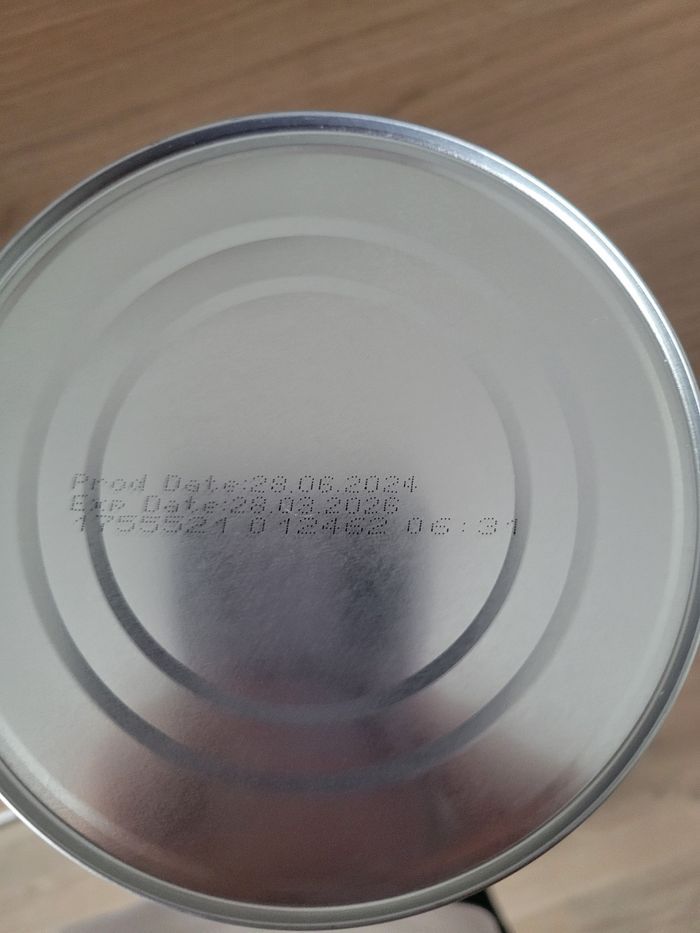 Prod Date:28.06.2024
Exp Date:28.03.2026
1755521 012462 06:31